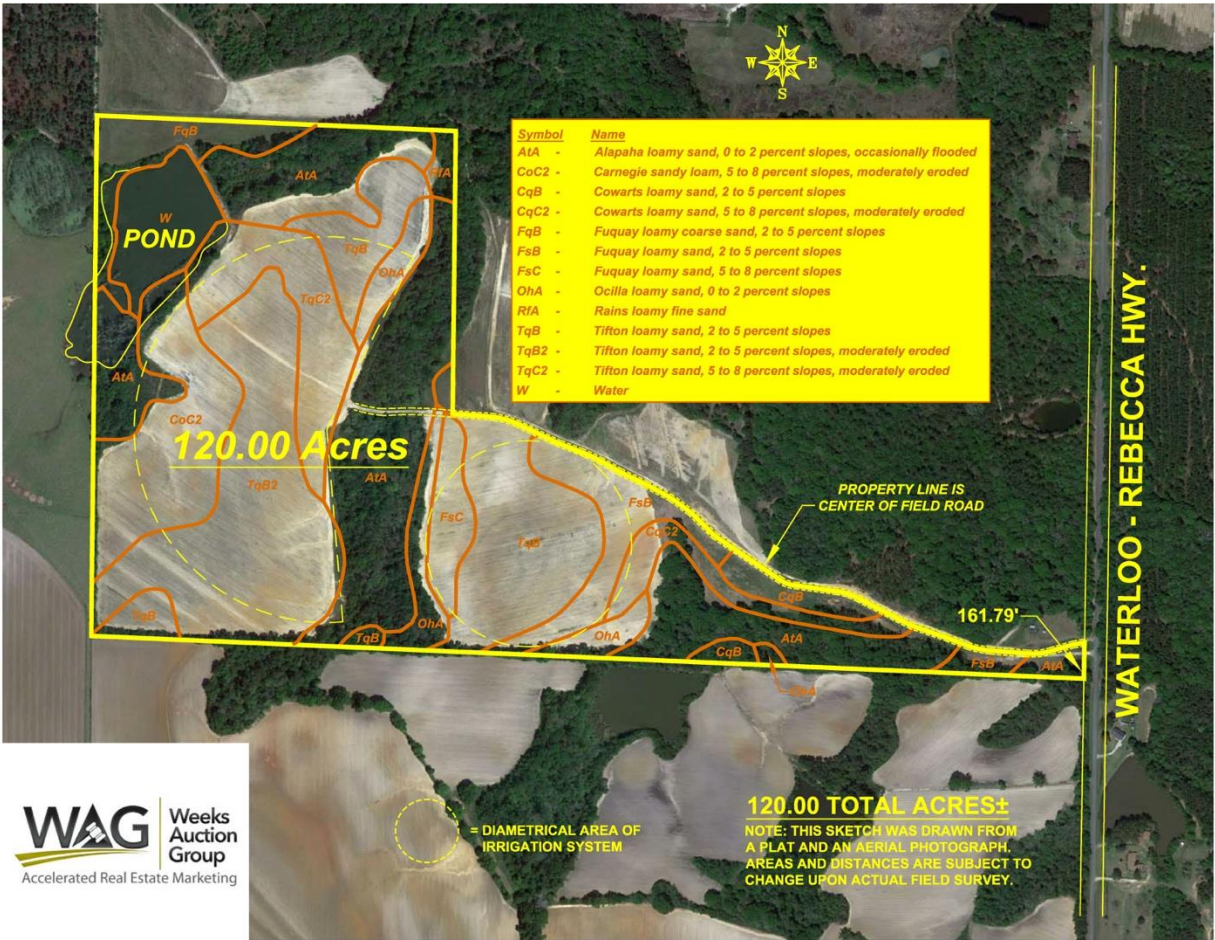 N
W E
S
Symbol Name
AtA - Alapaha loamy sand, 0 to 2 percent slopes, occasionally flooded
CoC2 - Carnegie sandy loam, 5 to 8 percent slopes, moderately eroded
CqB - Cowarts loamy sand, 2 to 5 percent slopes
CqC2 - Cowarts loamy sand, 5 to 8 percent slopes, moderately eroded
FqB - Fuquay loamy coarse sand, 2 to 5 percent slopes
FsB - Fuquay loamy sand, 2 to 5 percent slopes
FsC - Fuquay loamy sand, 5 to 8 percent slopes
OhA - Ocilla loamy sand, 0 to 2 percent slopes
RfA - Rains loamy fine sand
TqB - Tifton loamy sand, 2 to 5 percent slopes
TqB2 - Tifton loamy sand, 2 to 5 percent slopes, moderately eroded
TqC2 - Tifton loamy sand, 5 to 8 percent slopes, moderately eroded
W - Water
FqB
AtA
RfA
W
POND
TqB
OhA
TqC2
AtA
CoC2
120.00 Acres
TqB2
AtA
FsC
TqB
FsB
CqC2
PROPERTY LINE IS
CENTER OF FIELD ROAD
CqB
161.79'
TqB
TqB
OhA
OhA
AtA
CqB
FsB
AtA
WATERLOO - REBECCA HWY.
WAG
Weeks
Auction
Group
Accelerated Real Estate Marketing
= DIAMETRICAL AREA OF
IRRIGATION SYSTEM
120.00 TOTAL ACRES±
NOTE: THIS SKETCH WAS DRAWN FROM
A PLAT AND AN AERIAL PHOTOGRAPH.
AREAS AND DISTANCES ARE SUBJECT TO
CHANGE UPON ACTUAL FIELD SURVEY.